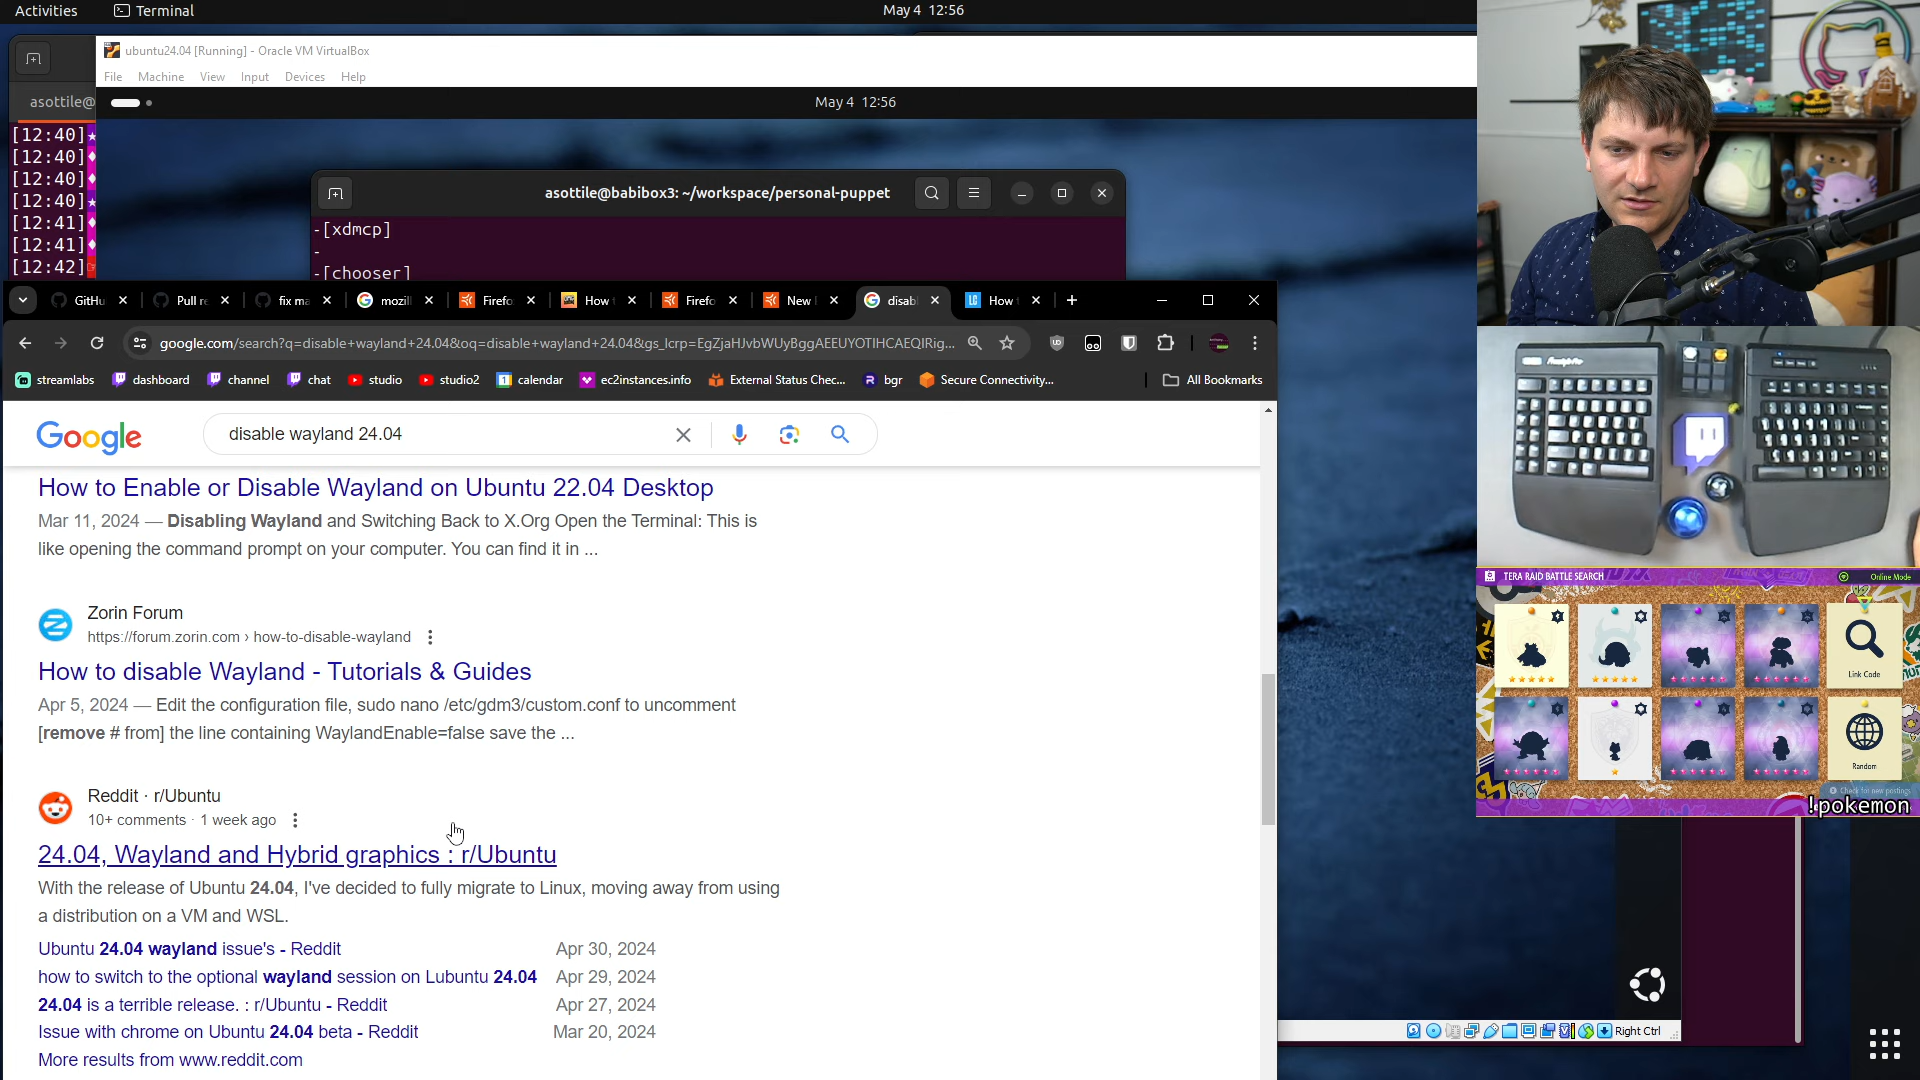 Activities
Terminal
May 4 12:56
ubuntu24.04 [Running] - Oracle VM VirtualBox
File Machine View Input Devices Help
May 4 12:56
asottile@
[12:40]
[12:40]
[12:40]
[12:40]
[12:41]
[12:41]
[12:42]
asottile@babibox3: ~/workspace/personal-puppet
-[xdmcp]
-
-[chooser]
GitHu
Pull r
fix ma
mozil
Firefo
How
Firefo
New
disab
How
google.com/search?q=disable+wayland+24.04&oq=disable+wayland+24.04&gs_lcrp=EgZjaHJvbWUyBggAEEUYOTIHCAEQIRig...
streamlabs
dashboard
channel
chat
studio
studio2
calendar
ec2instances.info
External Status Chec...
bgr
Secure Connectivity...
All Bookmarks
Google
disable wayland 24.04
How to Enable or Disable Wayland on Ubuntu 22.04 Desktop
Mar 11, 2024 — Disabling Wayland and Switching Back to X.Org Open the Terminal: This is
like opening the command prompt on your computer. You can find it in ...
Zorin Forum
https://forum.zorin.com › how-to-disable-wayland
How to disable Wayland - Tutorials & Guides
Apr 5, 2024 — Edit the configuration file, sudo nano /etc/gdm3/custom.conf to uncomment
[remove # from] the line containing WaylandEnable=false save the ...
Reddit · r/Ubuntu
10+ comments · 1 week ago
24.04, Wayland and Hybrid graphics : r/Ubuntu
With the release of Ubuntu 24.04, I've decided to fully migrate to Linux, moving away from using
a distribution on a VM and WSL.
Ubuntu 24.04 wayland issue's - Reddit Apr 30, 2024
how to switch to the optional wayland session on Lubuntu 24.04 Apr 29, 2024
24.04 is a terrible release. : r/Ubuntu - Reddit Apr 27, 2024
Issue with chrome on Ubuntu 24.04 beta - Reddit Mar 20, 2024
More results from www.reddit.com
TERA RAID BATTLE SEARCH
Online Mode
Link Code
Random
Check for new postings
!pokemon
Right Ctrl